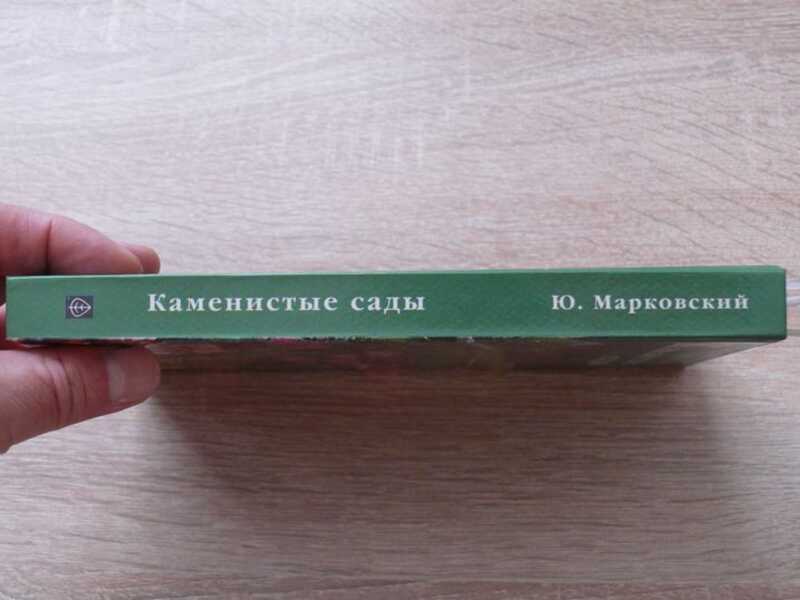 Каменистые сады Ю. Марковский